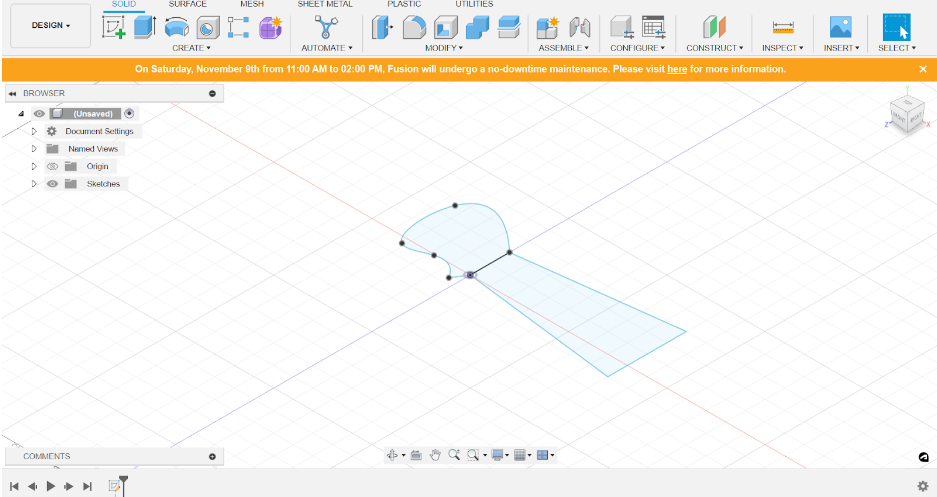 SOLID SURFACE MESH SHEET METAL PLASTIC UTILITIES
DESIGN
CREATE AUTOMATE MODIFY ASSEMBLE CONFIGURE CONSTRUCT INSPECT INSERT SELECT
On Saturday, November 9th from 11:00 AM to 02:00 PM, Fusion will undergo a no-downtime maintenance. Please visit here for more information.
BROWSER
(Unsaved)
Document Settings
Named Views
Origin
Sketches
Z X
COMMENTS